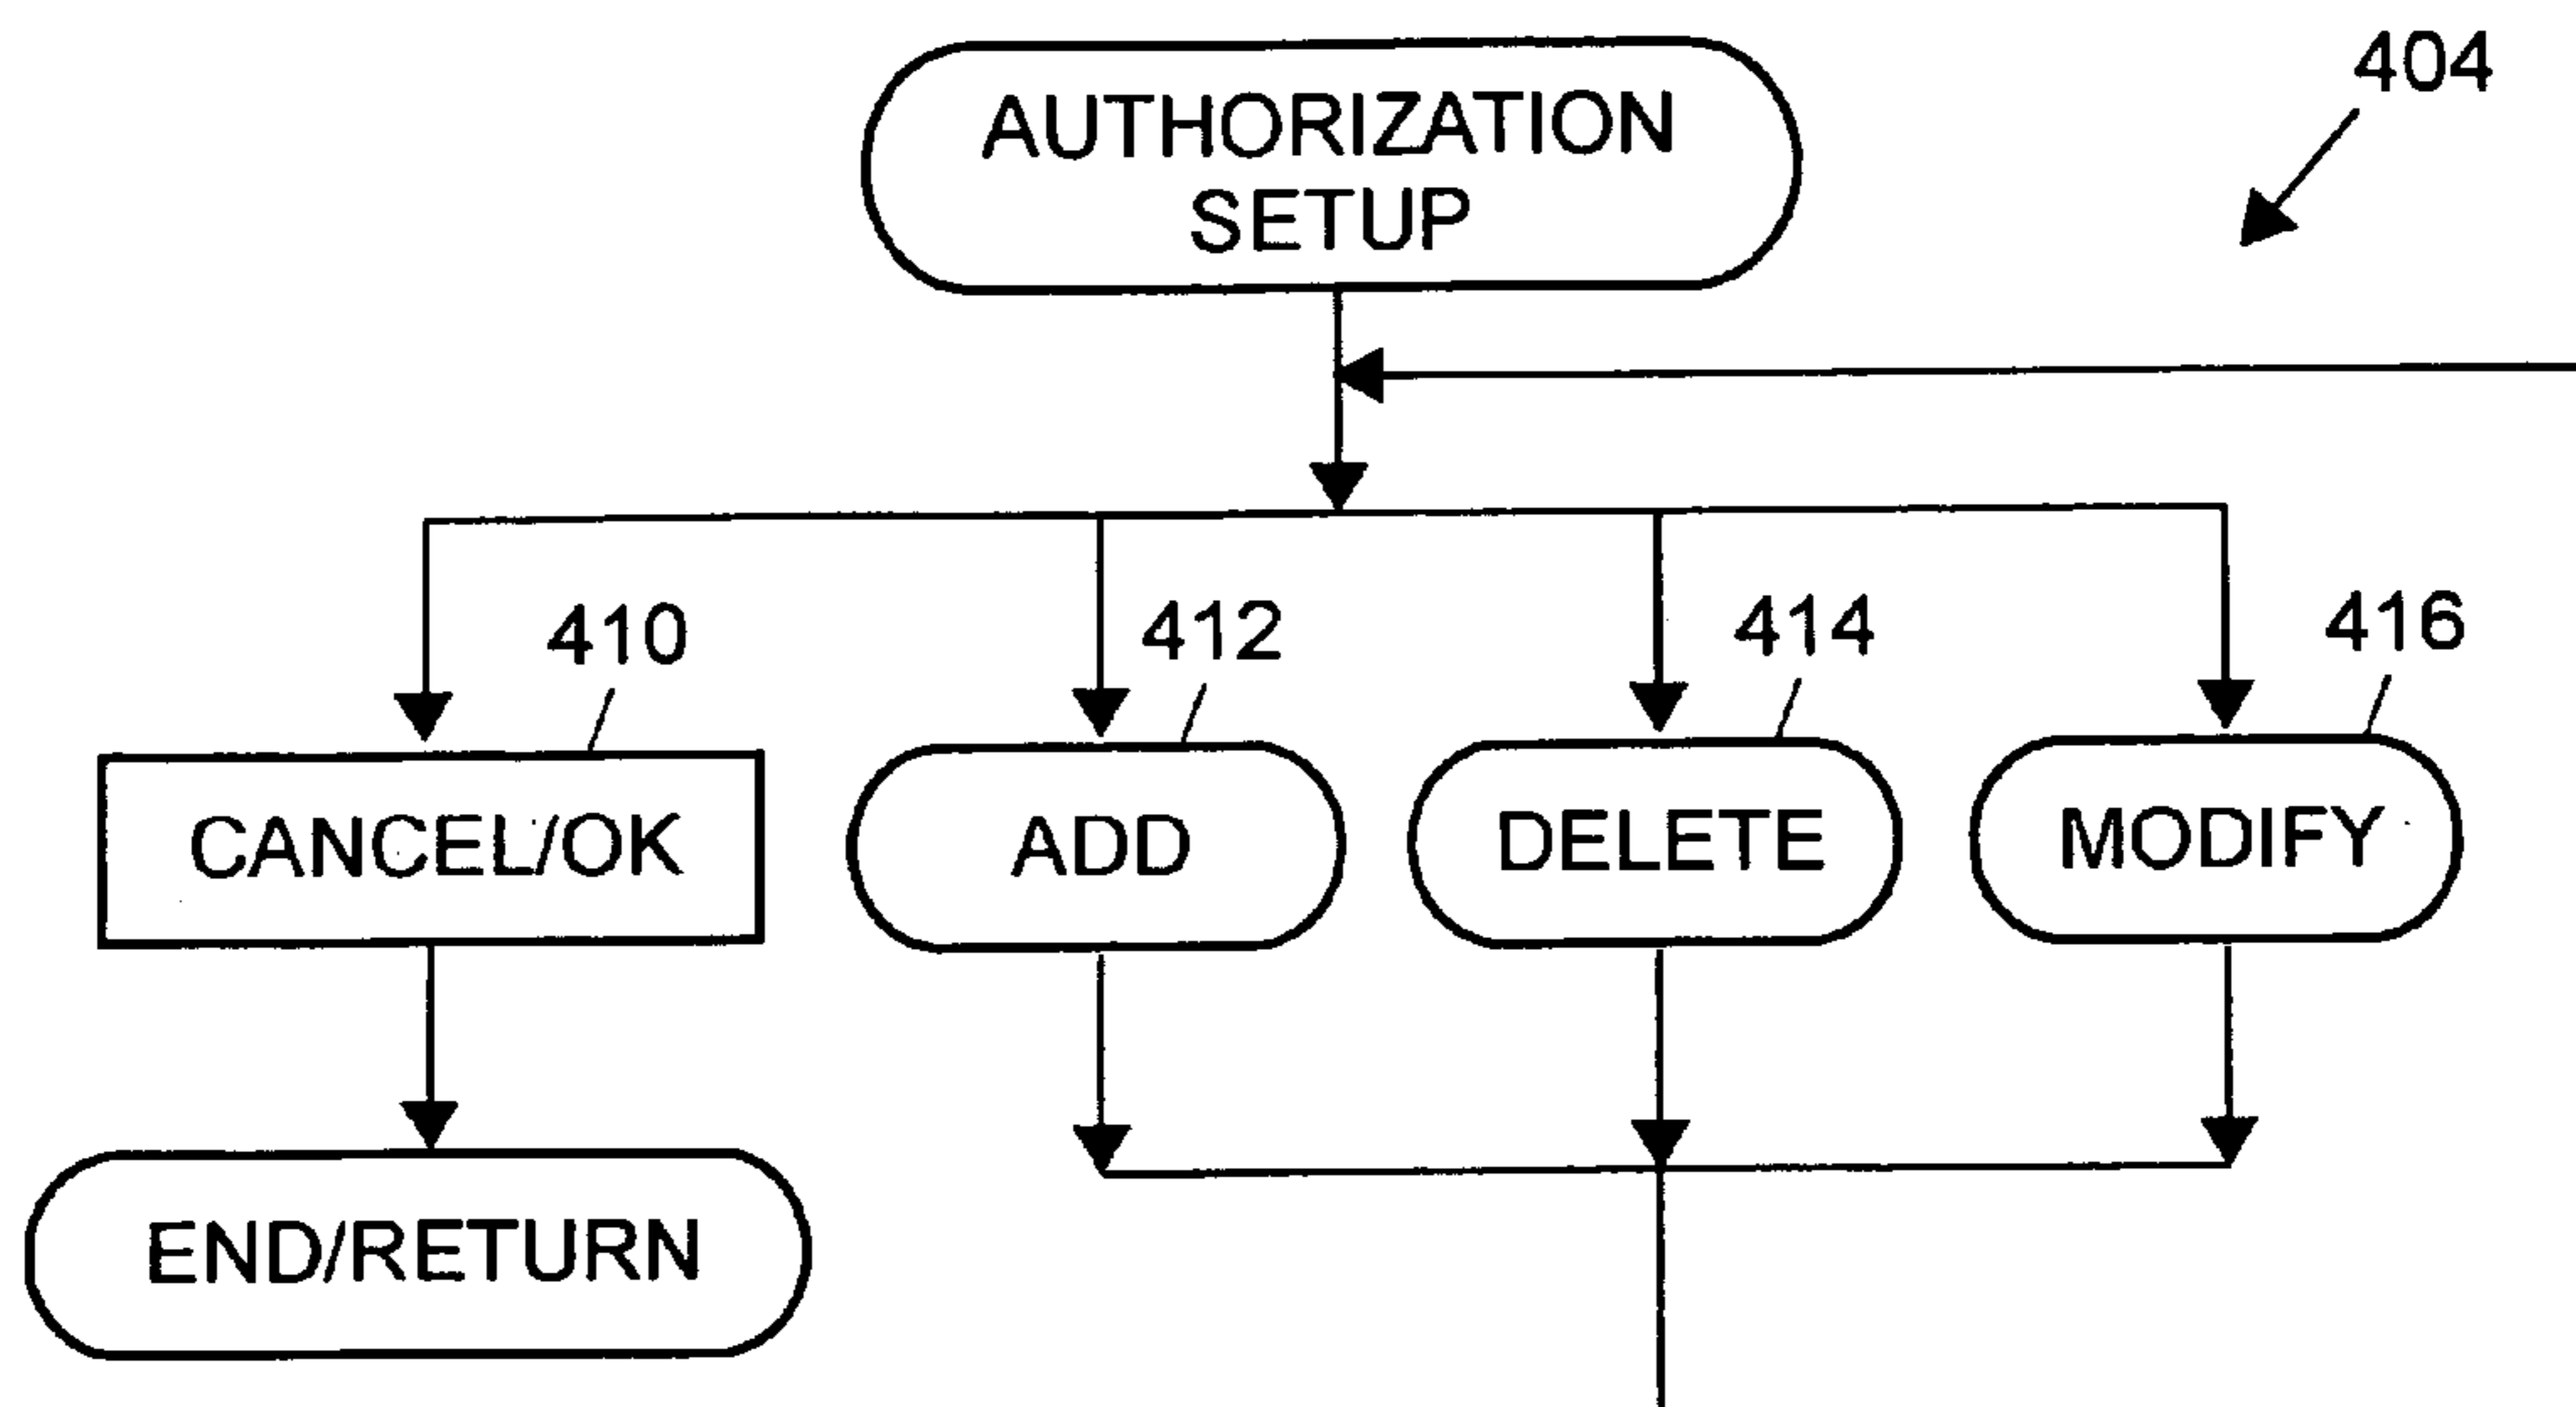 AUTHORIZATION
SETUP
404
410
412
414
416
CANCEL/OK
ADD
DELETE
MODIFY
END/RETURN